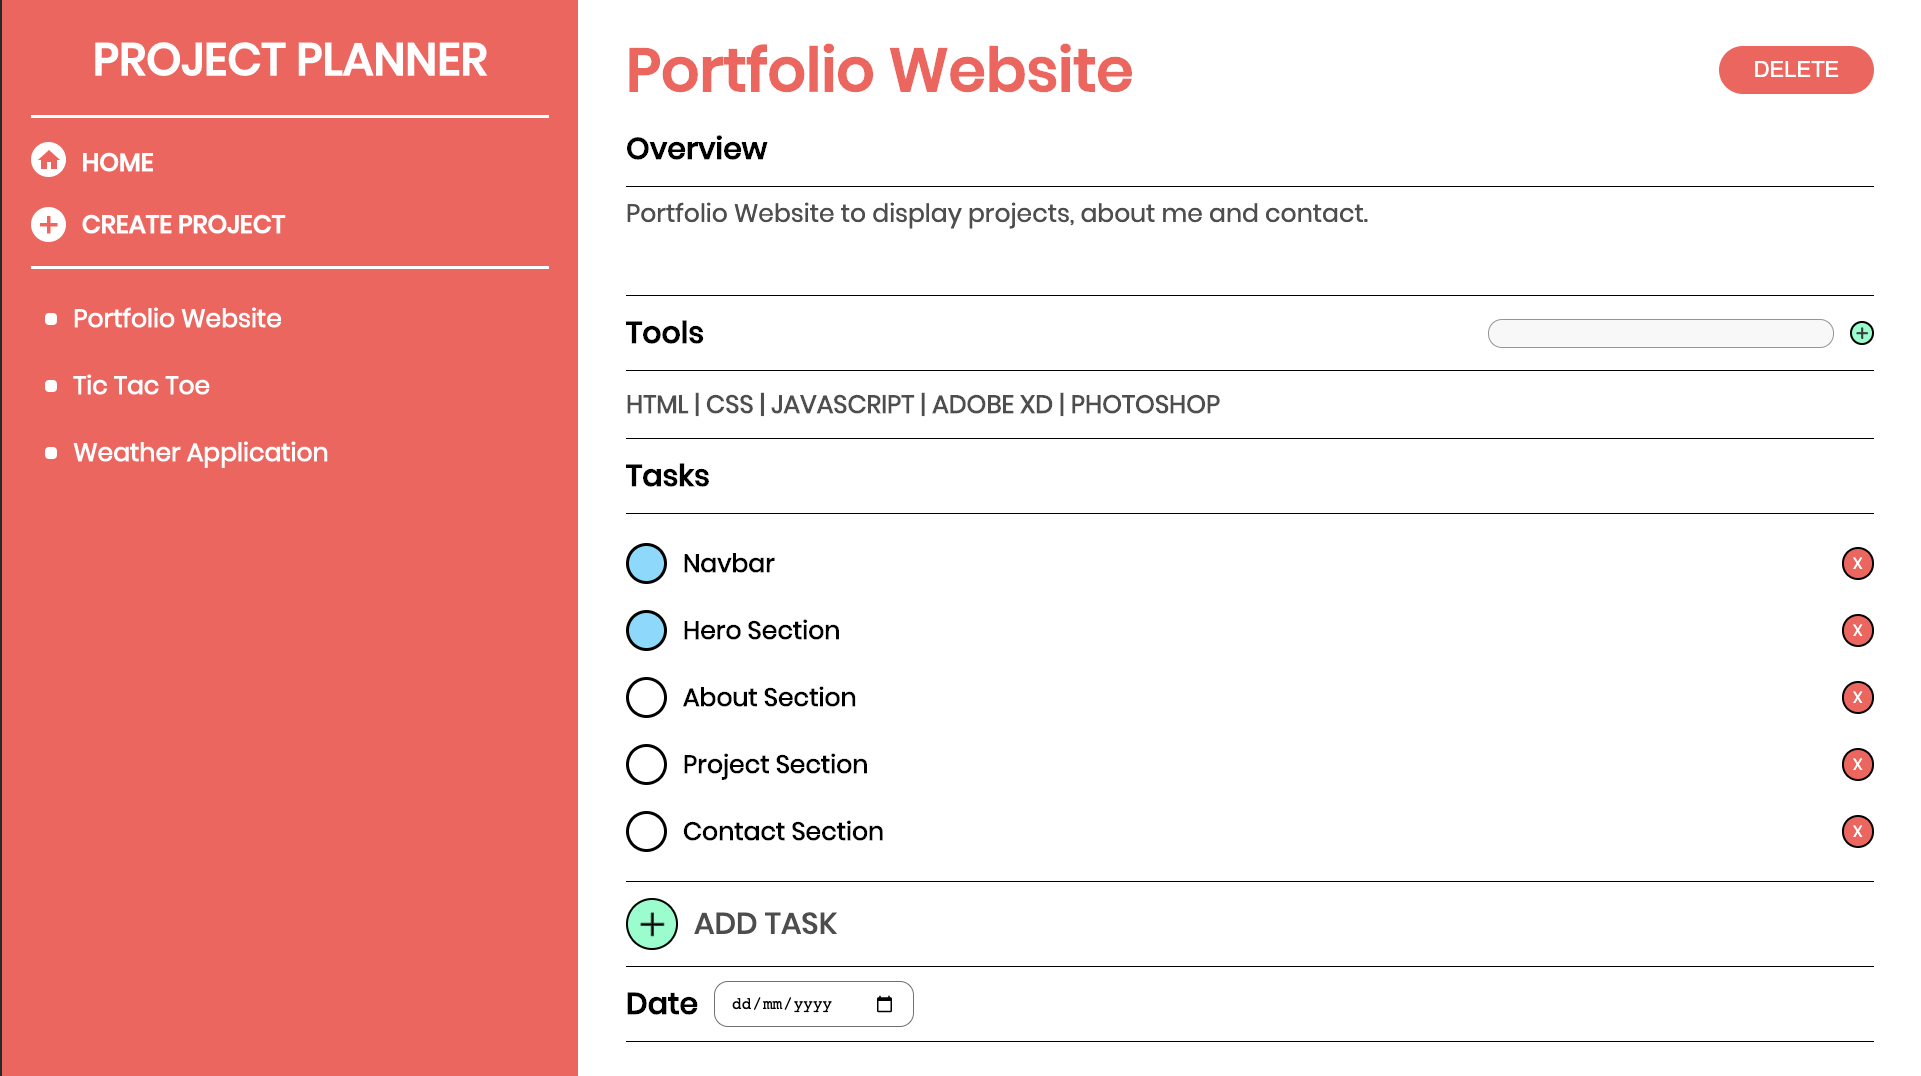 PROJECT PLANNER
HOME
CREATE PROJECT
Portfolio Website
Tic Tac Toe
Weather Application
Portfolio Website
DELETE
Overview
Portfolio Website to display projects, about me and contact.
Tools
HTML | CSS | JAVASCRIPT | ADOBE XD | PHOTOSHOP
Tasks
Navbar
X
Hero Section
X
About Section
X
Project Section
X
Contact Section
X
ADD TASK
Date
dd/mm/yyyy